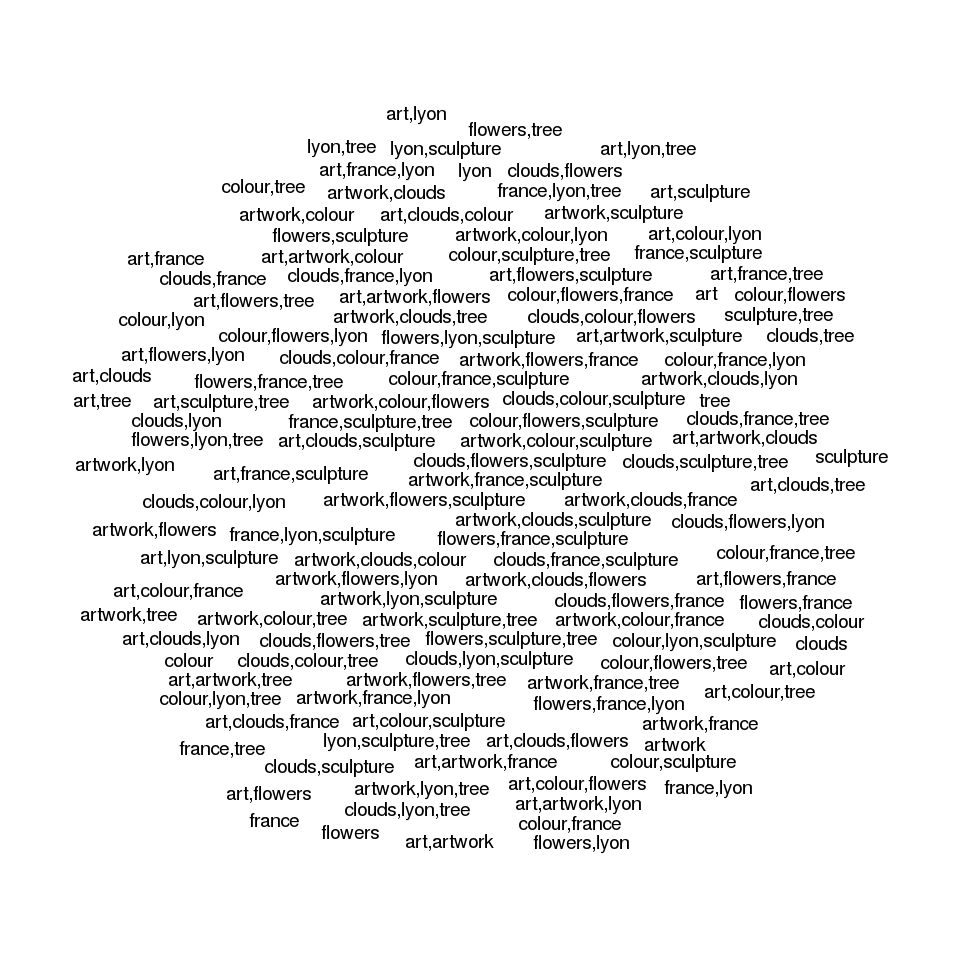 art,lyon
flowers,tree
lyon,tree lyon,sculpture art,lyon,tree
art,france,lyon lyon clouds,flowers
colour,tree artwork,clouds france,lyon,tree art,sculpture
artwork,colour art,clouds,colour artwork,sculpture
flowers,sculpture artwork,colour,lyon art,colour,lyon
art,france art,artwork,colour colour,sculpture,tree france,sculpture
clouds,france clouds,france,lyon art,flowers,sculpture art,france,tree
art,flowers,tree art,artwork,flowers colour,flowers,france art colour,flowers
colour,lyon artwork,clouds,tree clouds,colour,flowers sculpture,tree
colour,flowers,lyon flowers,lyon,sculpture art,artwork,sculpture clouds,tree
art,flowers,lyon clouds,colour,france artwork,flowers,france colour,france,lyon
art,clouds flowers,france,tree colour,france,sculpture artwork,clouds,lyon
art,tree art,sculpture,tree artwork,colour,flowers clouds,colour,sculpture tree
clouds,lyon france,sculpture,tree colour,flowers,sculpture clouds,france,tree
flowers,lyon,tree art,clouds,sculpture artwork,colour,sculpture art,artwork,clouds
artwork,lyon clouds,flowers,sculpture clouds,sculpture,tree sculpture
art,france,sculpture artwork,france,sculpture art,clouds,tree
clouds,colour,lyon artwork,flowers,sculpture artwork,clouds,france
artwork,clouds,sculpture clouds,flowers,lyon
artwork,flowers france,lyon,sculpture flowers,france,sculpture
art,lyon,sculpture artwork,clouds,colour clouds,france,sculpture colour,france,tree
artwork,flowers,lyon artwork,clouds,flowers art,flowers,france
art,colour,france artwork,lyon,sculpture clouds,flowers,france flowers,france
artwork,tree artwork,colour,tree artwork,sculpture,tree artwork,colour,france clouds,colour
art,clouds,lyon clouds,flowers,tree flowers,sculpture,tree colour,lyon,sculpture clouds
colour clouds,colour,tree clouds,lyon,sculpture colour,flowers,tree art,colour
art,artwork,tree artwork,flowers,tree artwork,france,tree art,colour,tree
colour,lyon,tree artwork,france,lyon flowers,france,lyon
art,clouds,france art,colour,sculpture artwork,france
france,tree lyon,sculpture,tree art,clouds,flowers artwork
clouds,sculpture art,artwork,france colour,sculpture
art,flowers artwork,lyon,tree art,colour,flowers france,lyon
clouds,lyon,tree art,artwork,lyon
france flowers colour,france
art,artwork flowers,lyon